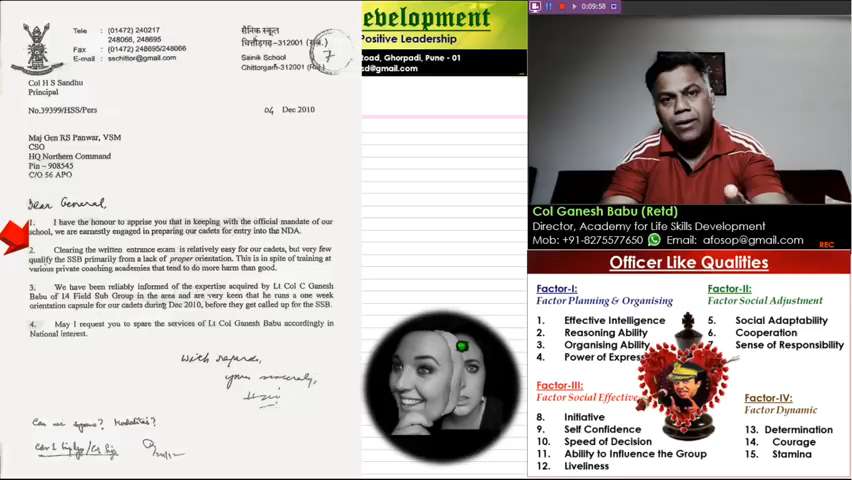 Tele : (01472) 240217
248066, 248695
Fax : (01472) 248695/248066
E-mail : sschittor@gmail.com
सैनिक स्कूल
चित्तौड़गढ़-312001 (राज.)
Sainik School
Chittorgarh-312001 (Raj.)
7
Col H S Sandhu
Principal
No.39399/HSS/Pers
04 Dec 2010
Maj Gen RS Panwar, VSM
CSO
HQ Northern Command
Pin – 908545
C/O 56 APO
Dear General,
1. I have the honour to apprise you that in keeping with the official mandate of our
school, we are earnestly engaged in preparing our cadets for entry into the NDA.
2. Clearing the written entrance exam is relatively easy for our cadets, but very few
qualify the SSB primarily from a lack of proper orientation. This is in spite of training at
various private coaching academies that tend to do more harm than good.
3. We have been reliably informed of the expertise acquired by Lt Col C Ganesh
Babu of 14 Field Sub Group in the area and are very keen that he runs a one week
orientation capsule for our cadets during Dec 2010, before they get called up for the SSB.
4. May I request you to spare the services of Lt Col Ganesh Babu accordingly in
National interest.
With regards,
Yours sincerely,
Can we spare? Modalities?
evelopment
Positive Leadership
oad, Ghorpadi, Pune - 01
sd@gmail.com
0:09:58
Col Ganesh Babu (Retd)
Director, Academy for Life Skills Development
Mob: +91-8275577650 Email: afosop@gmail.com
REC
Officer Like Qualities
Factor-I:
Factor Planning & Organising
1. Effective Intelligence
2. Reasoning Ability
3. Organising Ability
4. Power of Express
Factor-II:
Factor Social Adjustment
5. Social Adaptability
6. Cooperation
7. Sense of Responsibility
Factor-III:
Factor Social Effective
8. Initiative
9. Self Confidence
10. Speed of Decision
11. Ability to Influence the Group
12. Liveliness
Factor-IV:
Factor Dynamic
13. Determination
14. Courage
15. Stamina